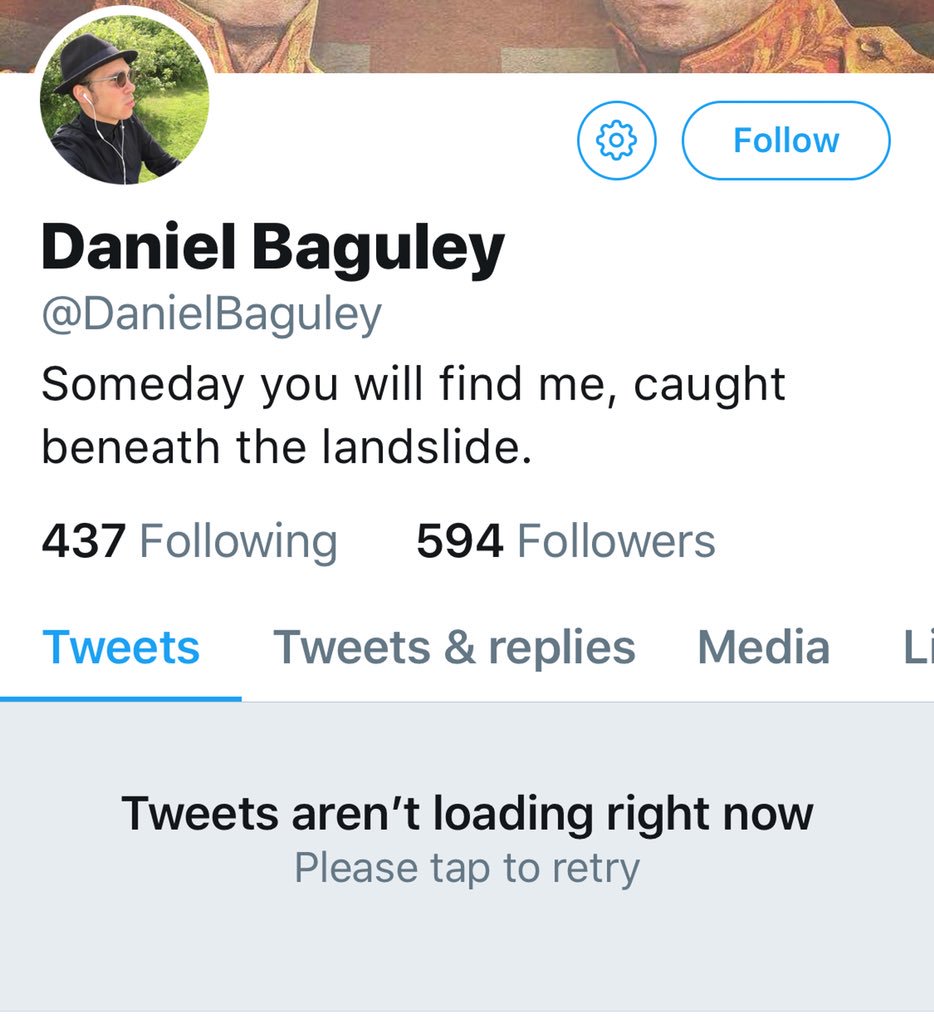 Follow
Daniel Baguley
@DanielBaguley
Someday you will find me, caught
beneath the landslide.
437 Following 594 Followers
Tweets Tweets & replies Media Li
Tweets aren’t loading right now
Please tap to retry